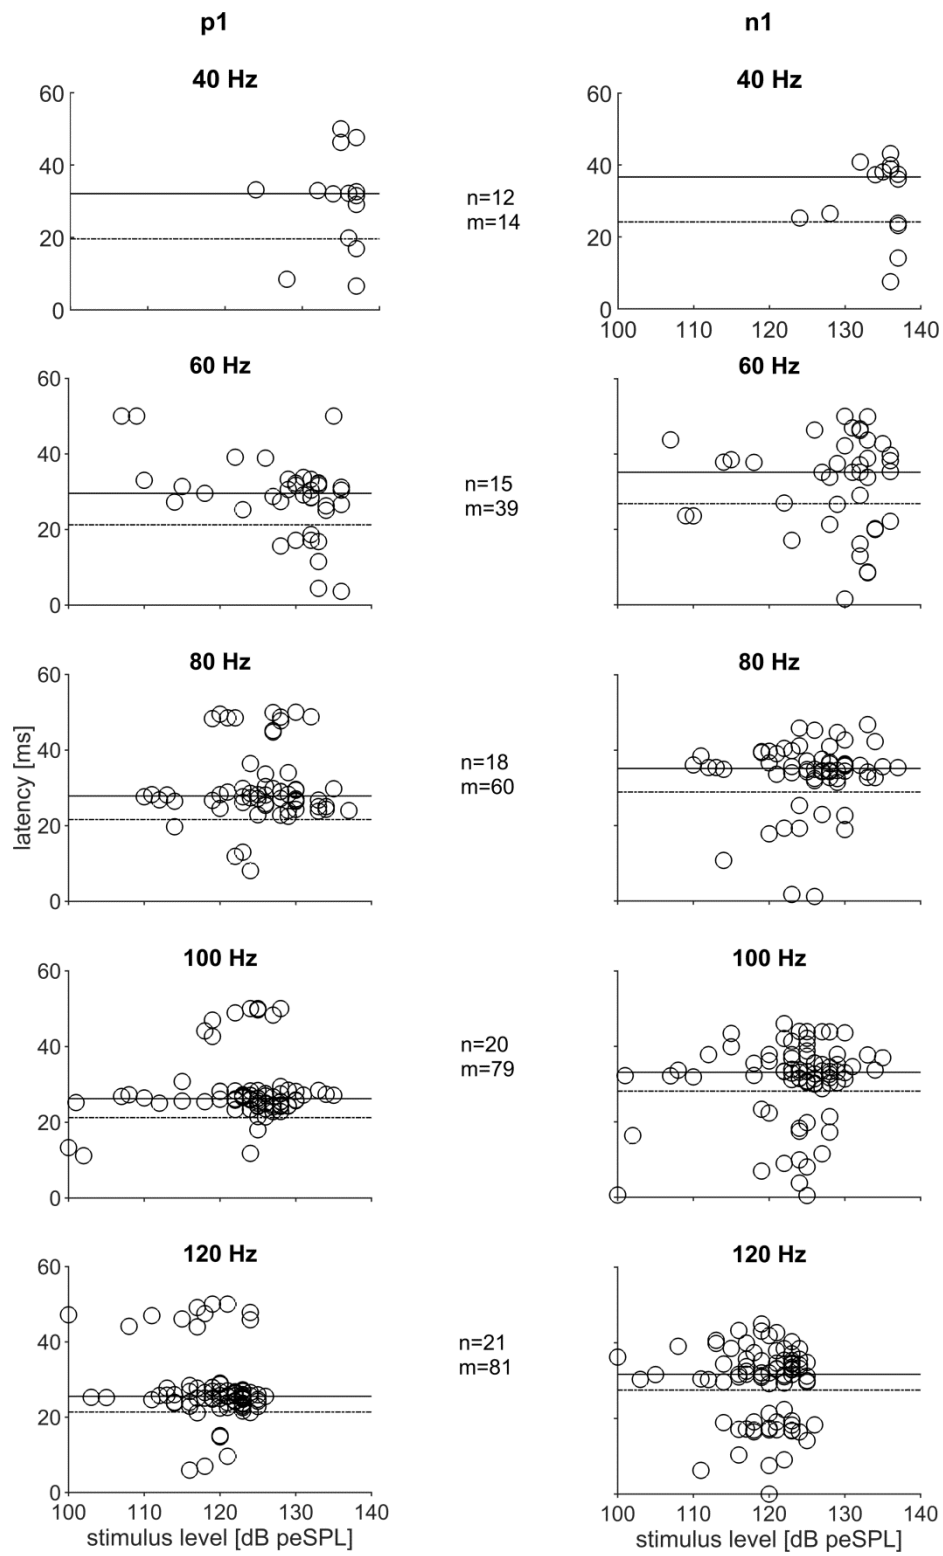 p1 n1
40 Hz 40 Hz
60 60
40 40
n=12
m=14
20 20
0 0
100 110 120 130 140
60 Hz 60 Hz
60
40
n=15
m=39
20
0
80 Hz 80 Hz
60
40
n=18
m=60
latency [ms]
20
0
100 Hz 100 Hz
60
40
n=20
m=79
20
0
120 Hz 120 Hz
60
40
n=21
m=81
20
0
100 110 120 130 140 100 110 120 130 140
stimulus level [dB peSPL] stimulus level [dB peSPL]